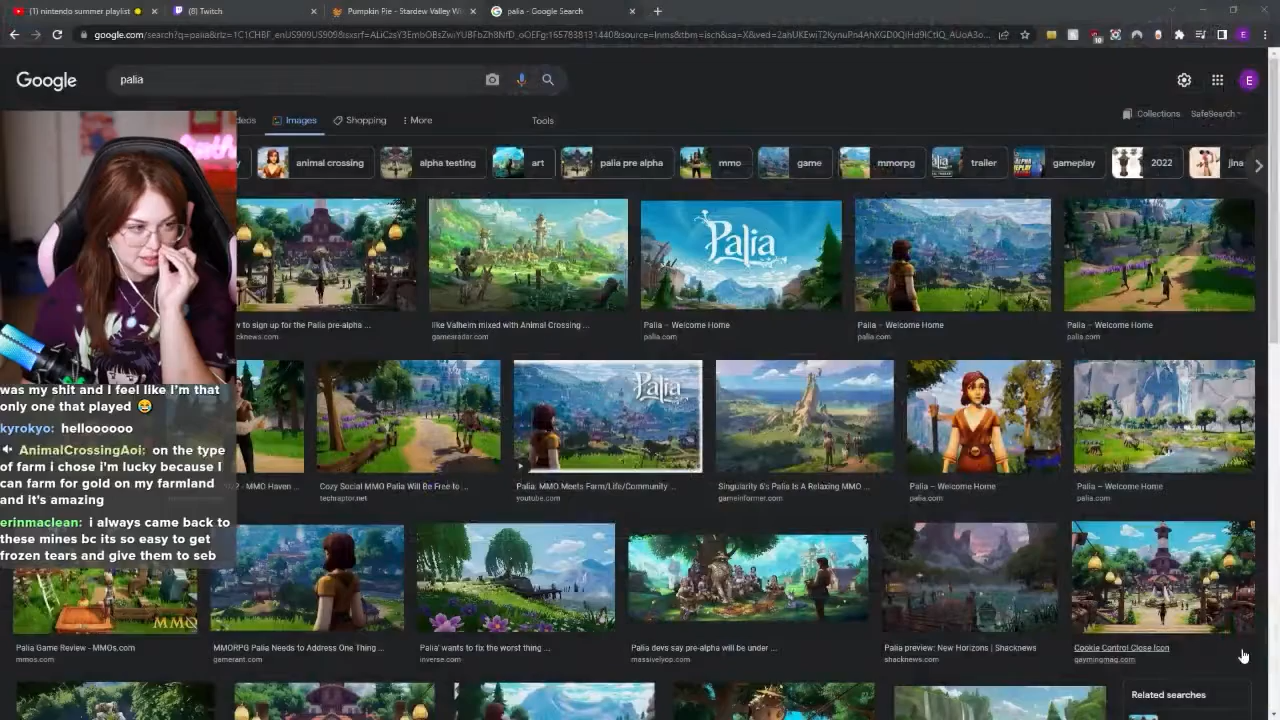 (1) nintendo summer playlist
(8) Twitch
Pumpkin Pie - Stardew Valley W
palia - Google Search
Google
palia
Images
Shopping
More
Tools
Collections
SafeSearch
animal crossing
alpha testing
art
palia pre alpha
mmo
game
mmorpg
trailer
gameplay
2022
jina
Palia
w to sign up for the Palia pre-alpha ...
cknews.com
like Valheim mixed with Animal Crossing ...
gamesradar.com
Palia – Welcome Home
palia.com
Palia – Welcome Home
palia.com
Palia – Welcome Home
palia.com
Palia
was my shit and I feel like I'm that
only one that played 😂
kyrokyo: helloooooo
AnimalCrossingAoi: on the type
of farm i chose i'm lucky because I
can farm for gold on my farmland
and it's amazing
erinmaclean: i always came back to
these mines bc its so easy to get
frozen tears and give them to seb
- MMO Haven ...
Cozy Social MMO Palia Will Be Free to ...
techraptor.net
Palia: MMO Meets Farm/Life/Community ...
youtube.com
Singularity 6's Palia Is A Relaxing MMO ...
gameinformer.com
Palia – Welcome Home
palia.com
Palia – Welcome Home
palia.com
MMO
Palia Game Review - MMOs.com
mmos.com
MMORPG Palia Needs to Address One Thing ...
gamerant.com
Palia' wants to fix the worst thing ...
inverse.com
Palia devs say pre-alpha will be under ...
massivelyop.com
Palia preview: New Horizons | Shacknews
shacknews.com
Cookie Control Close Icon
gaymingmag.com
Related searches